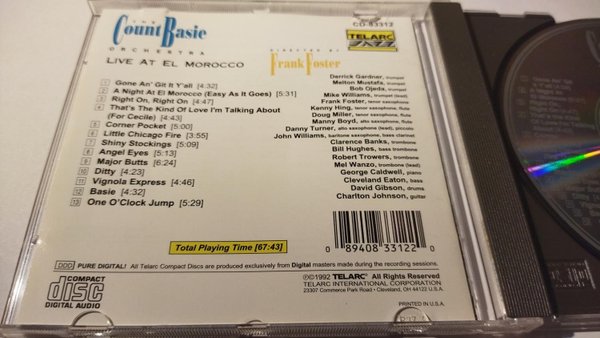 THE
Count Basie
ORCHESTRA
LIVE AT EL MOROCCO
DIRECTED BY
FRANK FOSTER
CD-83312
TELARC
JAZZ
1 Gone An' Git It Y'all [4:32]
2 A Night At El Morocco (Easy As It Goes) [5:31]
3 Right On, Right On [4:47]
4 That's The Kind Of Love I'm Talking About
(For Cecile) [4:43]
5 Corner Pocket [5:00]
6 Little Chicago Fire [3:55]
7 Shiny Stockings [5:09]
8 Angel Eyes [5:13]
9 Major Butts [6:24]
10 Ditty [4:23]
11 Vignola Express [4:46]
12 Basie [4:32]
13 One O'Clock Jump [5:29]
Derrick Gardner, trumpet
Melton Mustafa, trumpet
Bob Ojeda, trumpet
Mike Williams, trumpet (lead)
Frank Foster, tenor saxophone
Kenny Hing, tenor saxophone, flute
Doug Miller, tenor saxophone, flute
Manny Boyd, alto saxophone, flute
Danny Turner, alto saxophone (lead), piccolo
John Williams, baritone saxophone, bass clarinet
Clarence Banks, trombone
Bill Hughes, bass trombone
Robert Trowers, trombone
Mel Wanzo, trombone (lead)
George Caldwell, piano
Cleveland Eaton, bass
David Gibson, drums
Charlton Johnson, guitar
Total Playing Time [67:43]
0 89408 33122 0
DDD PURE DIGITAL! All Telarc Compact Discs are produced exclusively from Digital masters made during the recording sessions.
COMPACT
disc
DIGITAL AUDIO
℗©1992 TELARC® All Rights Reserved
TELARC INTERNATIONAL CORPORATION
23307 Commerce Park Road • Cleveland, OH 44122 U.S.A.
PRINTED IN U.S.A.